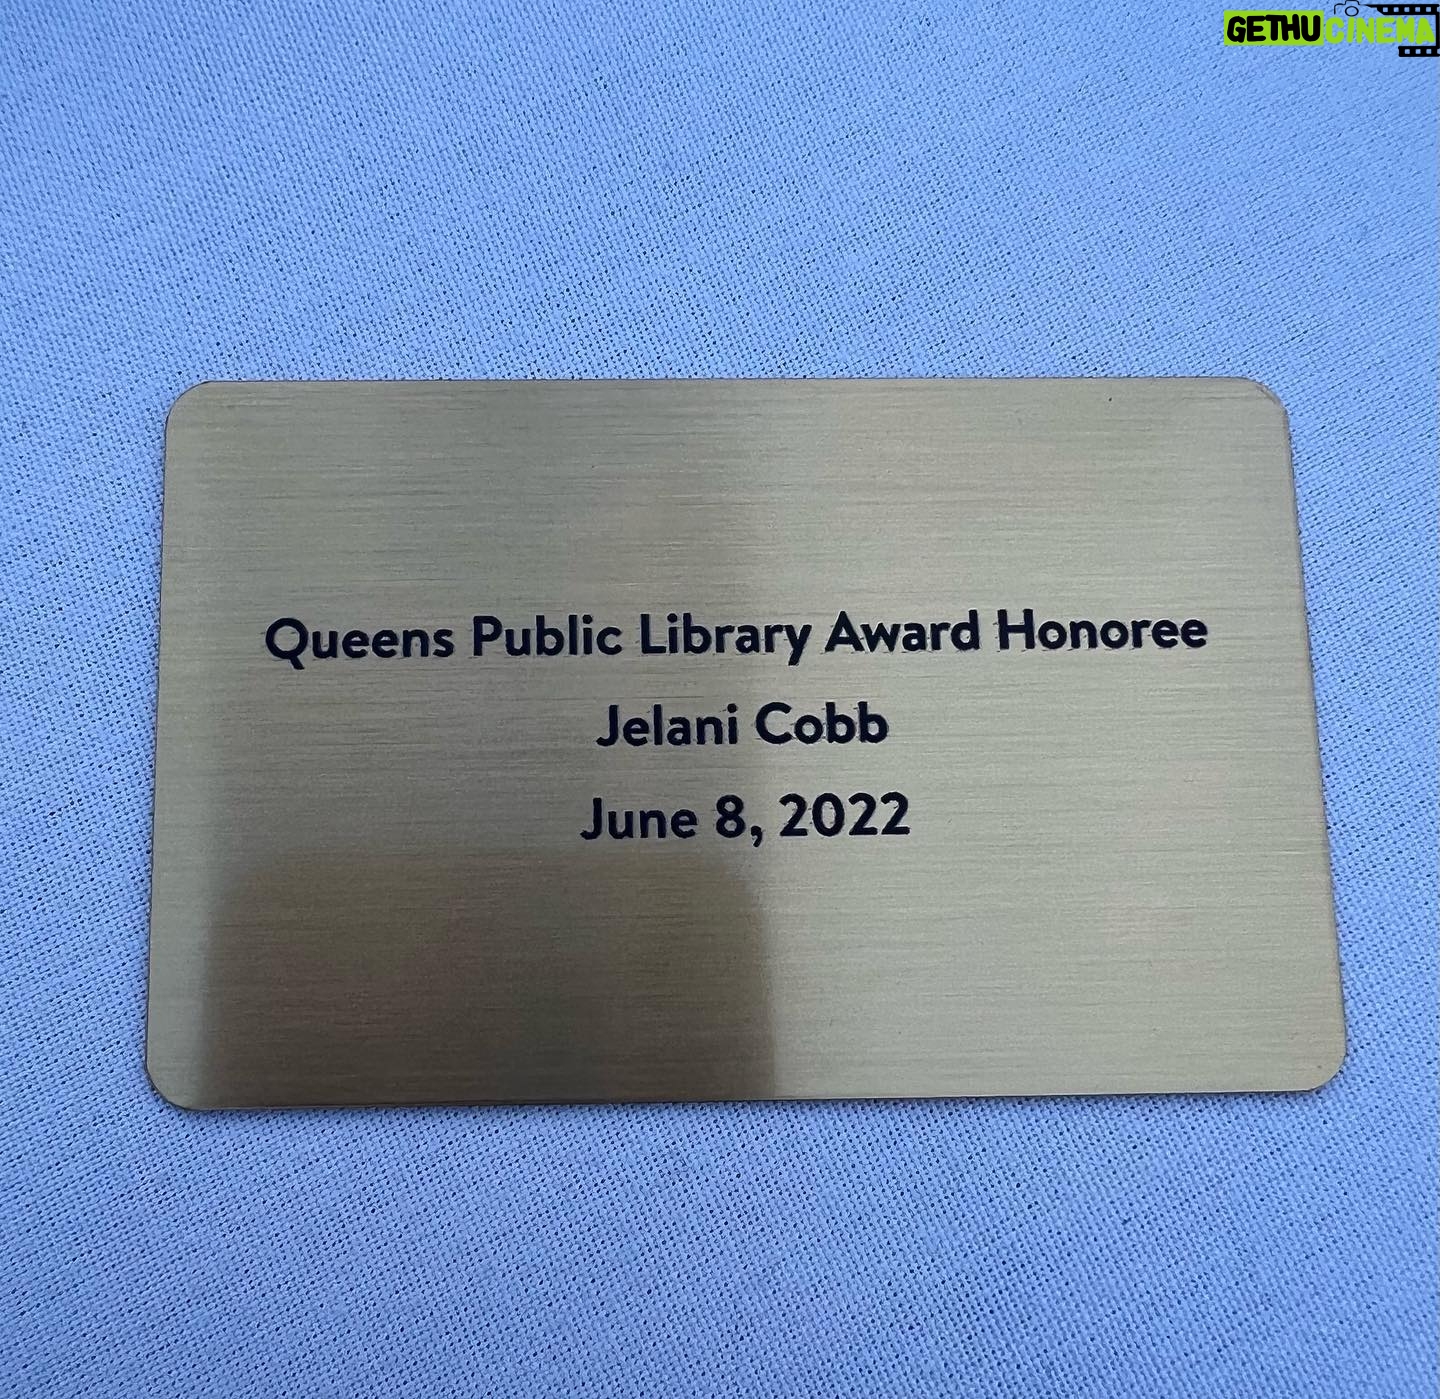 GETHUCINEMA
Queens Public Library Award Honoree
Jelani Cobb
June 8, 2022